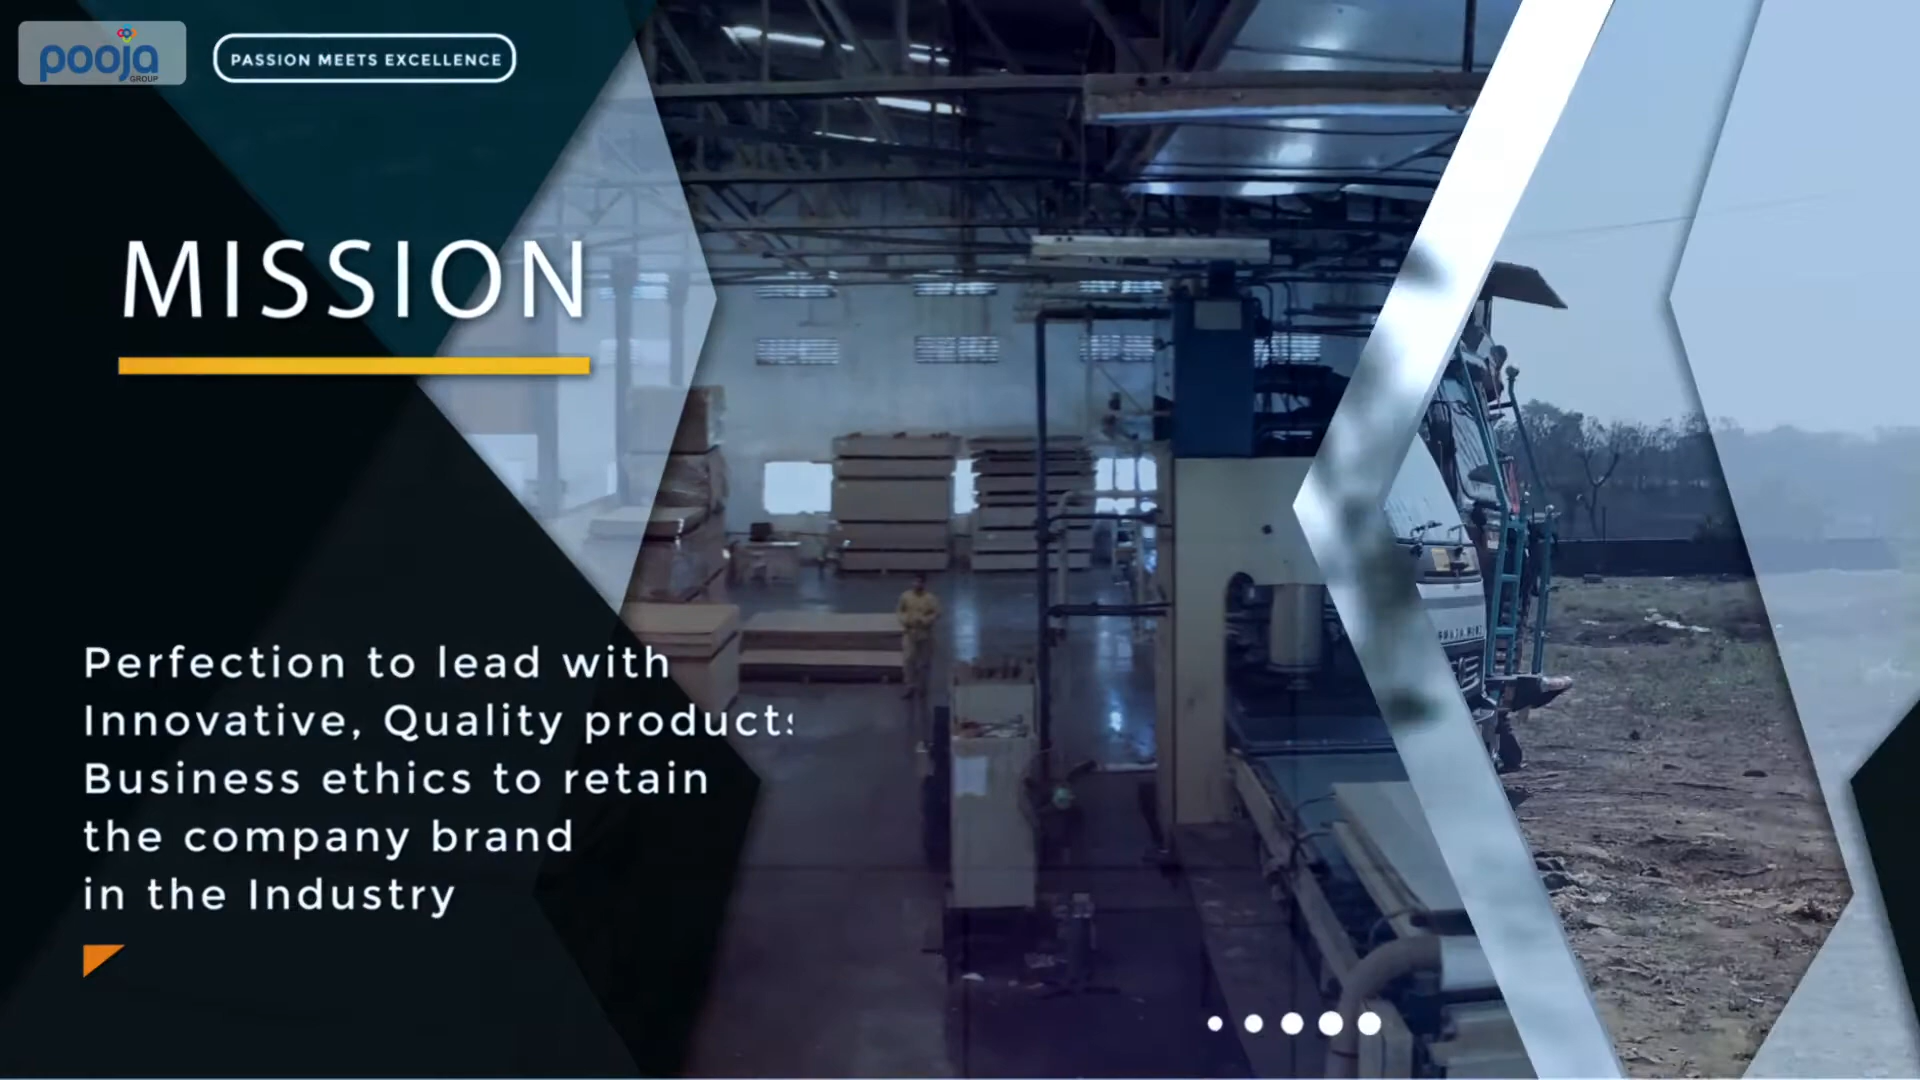 pooja
GROUP
PASSION MEETS EXCELLENCE
MISSION
Perfection to lead with
Innovative, Quality products
Business ethics to retain
the company brand
in the Industry